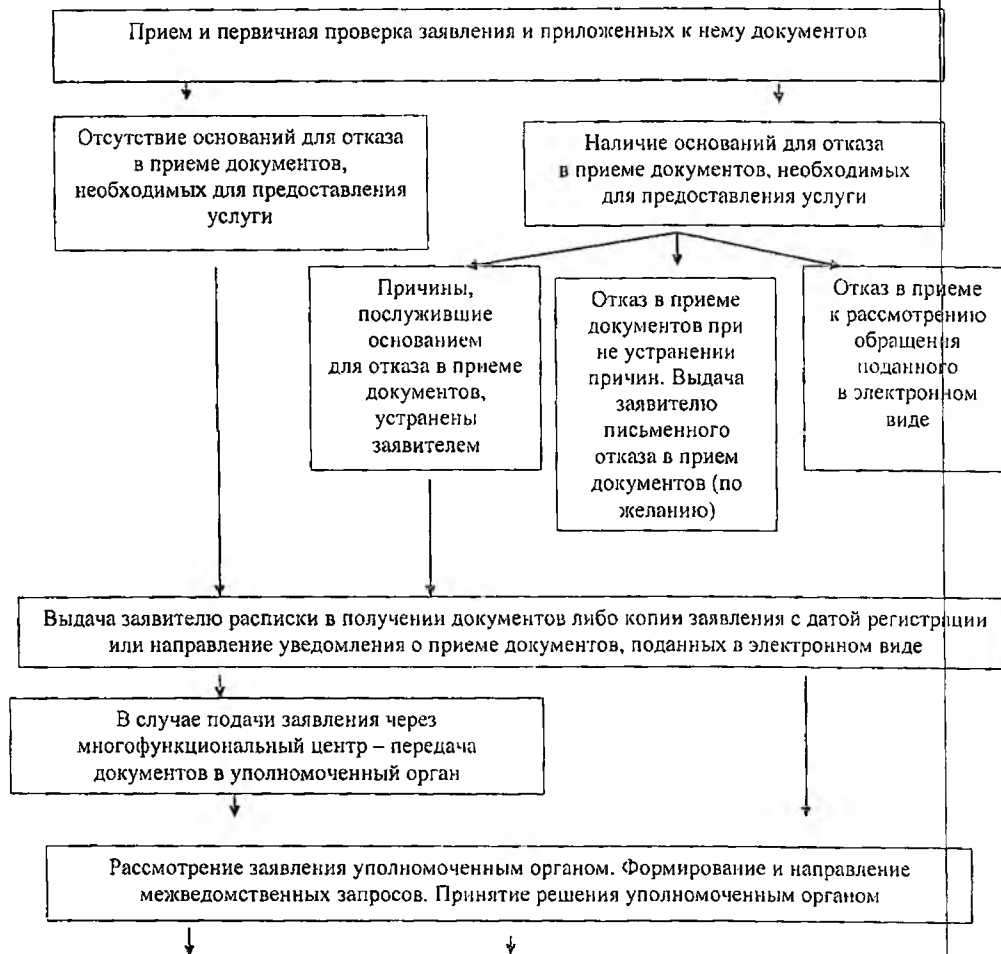 Прием и первичная проверка заявления и приложенных к нему документов
Отсутствие оснований для отказа
в приеме документов,
необходимых для предоставления
услуги
Наличие оснований для отказа
в приеме документов, необходимых
для предоставления услуги
Причины,
послужившие
основанием
для отказа в приеме
документов,
устранены
заявителем
Отказ в приеме
документов при
не устранении
причин. Выдача
заявителю
письменного
отказа в прием
документов (по
желанию)
Отказ в приеме
к рассмотрению
обращения
поданного
в электронном
виде
Выдача заявителю расписки в получении документов либо копии заявления с датой регистрации
или направление уведомления о приеме документов, поданных в электронном виде
В случае подачи заявления через
многофункциональный центр – передача
документов в уполномоченный орган
Рассмотрение заявления уполномоченным органом. Формирование и направление
межведомственных запросов. Принятие решения уполномоченным органом